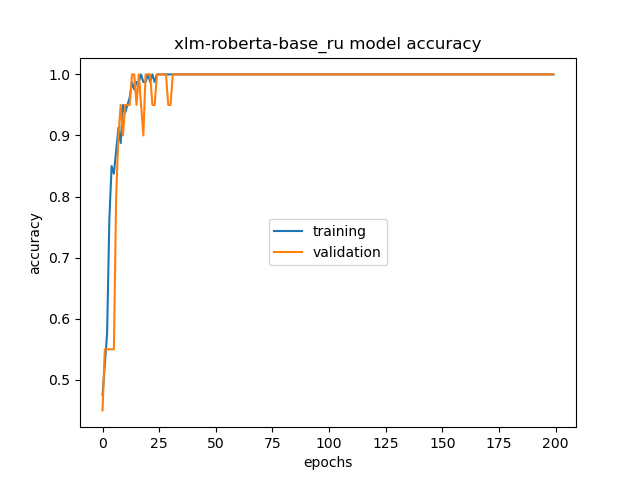 xlm-roberta-base_ru model accuracy
1.0
0.9
0.8
0.7
0.6
0.5
accuracy
training
validation
0 25 50 75 100 125 150 175 200
epochs